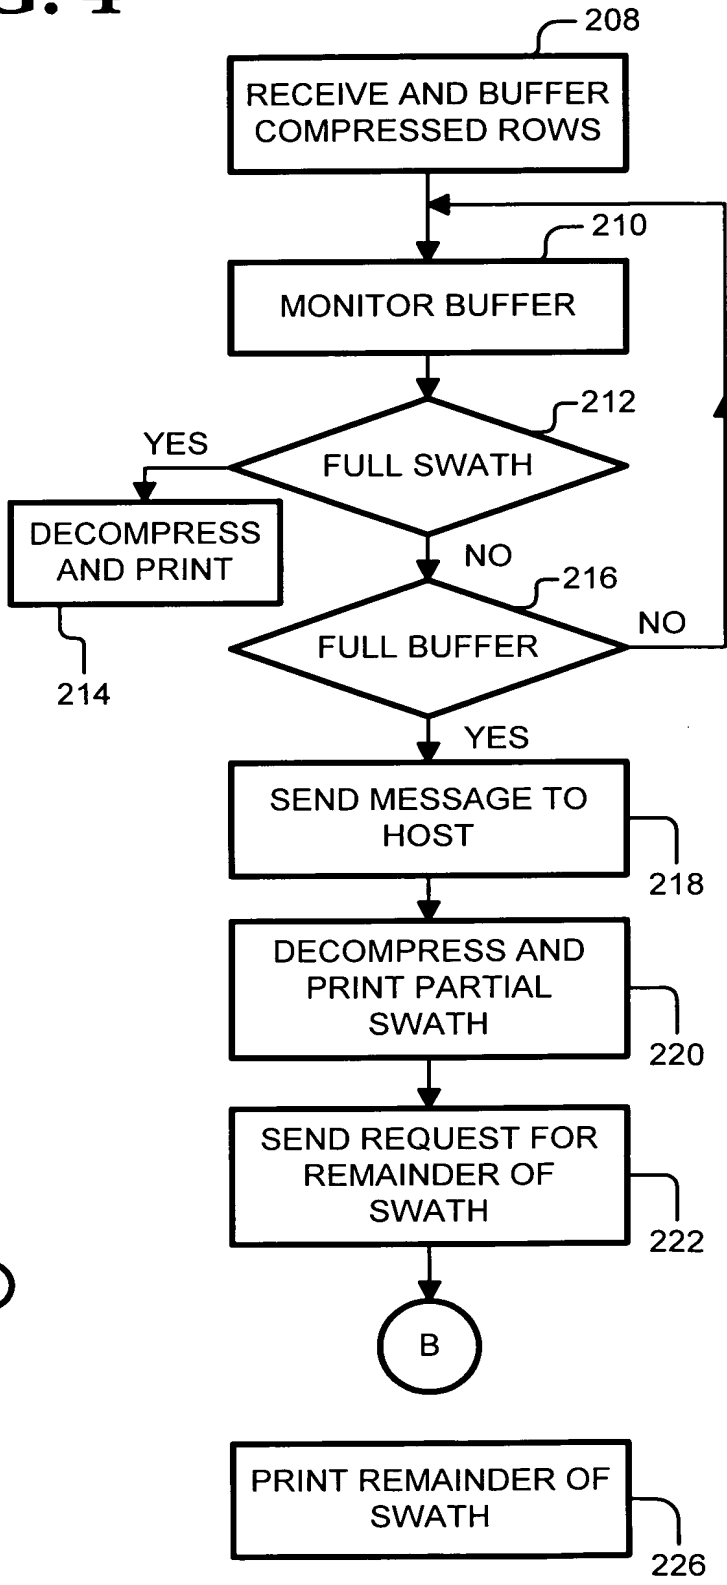 208
RECEIVE AND BUFFER
COMPRESSED ROWS
210
MONITOR BUFFER
212
YES
FULL SWATH
DECOMPRESS
AND PRINT
NO
216
FULL BUFFER
NO
214
YES
SEND MESSAGE TO
HOST
218
DECOMPRESS AND
PRINT PARTIAL
SWATH
220
SEND REQUEST FOR
REMAINDER OF
SWATH
222
B
PRINT REMAINDER OF
SWATH
226